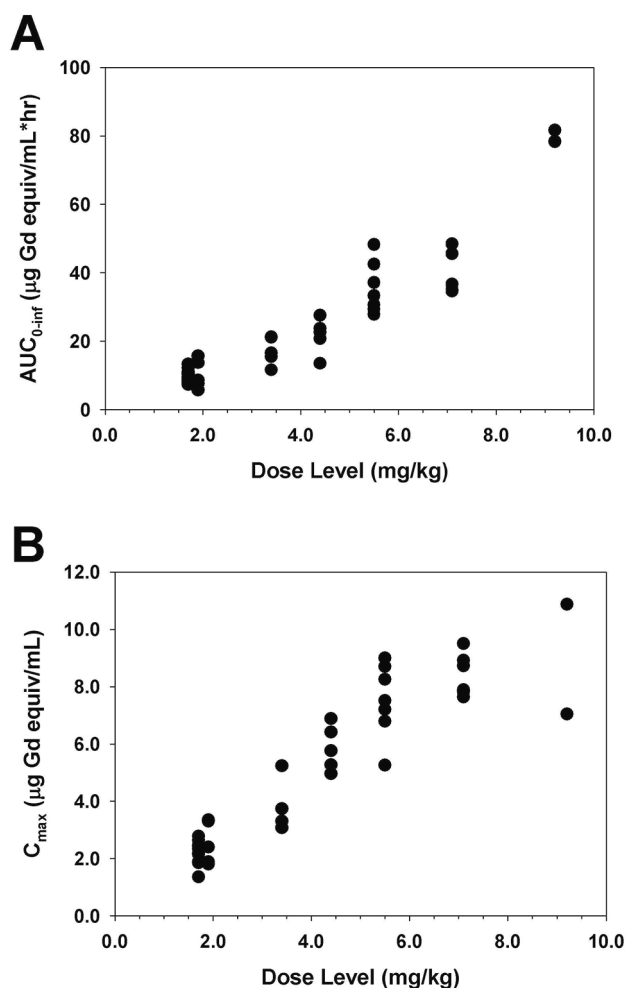 A
100
80
60
40
20
0
0.0 2.0 4.0 6.0 8.0 10.0
AUC0-inf (μg Gd equiv/mL*hr)
Dose Level (mg/kg)
B
12.0
10.0
8.0
6.0
4.0
2.0
0.0
0.0 2.0 4.0 6.0 8.0 10.0
Cmax (μg Gd equiv/mL)
Dose Level (mg/kg)